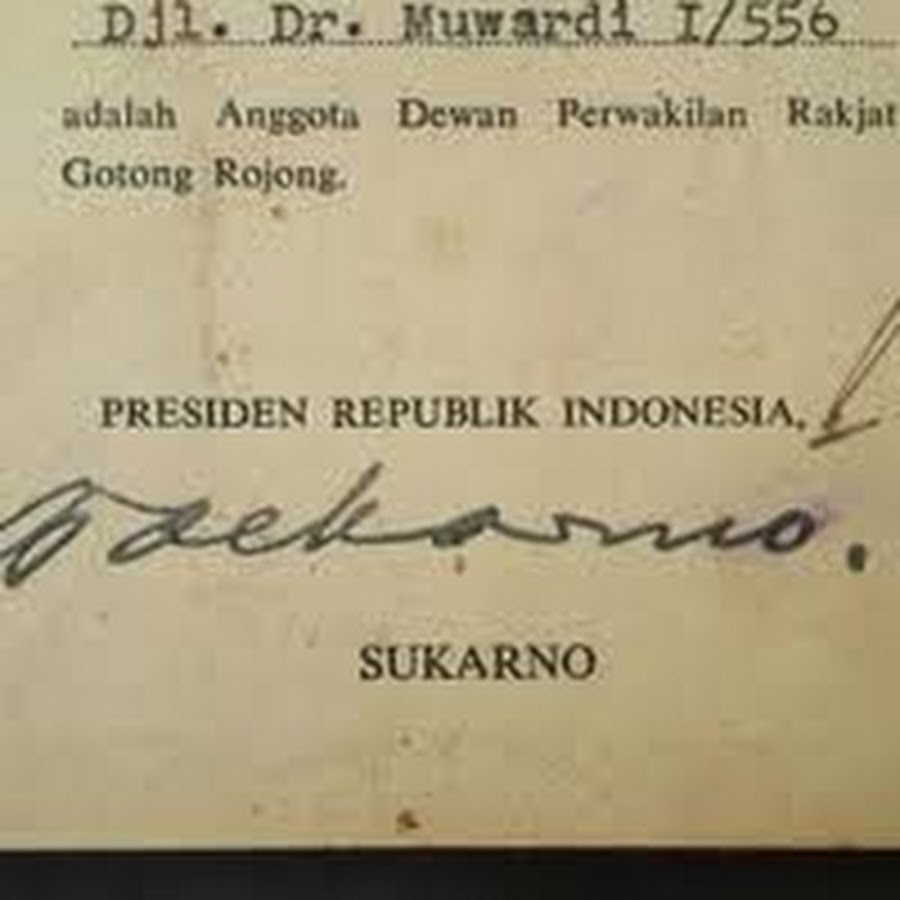 Djl. Dr. Muwardi I/556
adalah Anggota Dewan Perwakilan Rakjat
Gotong Rojong.
PRESIDEN REPUBLIK INDONESIA,
Soekarno.
SUKARNO